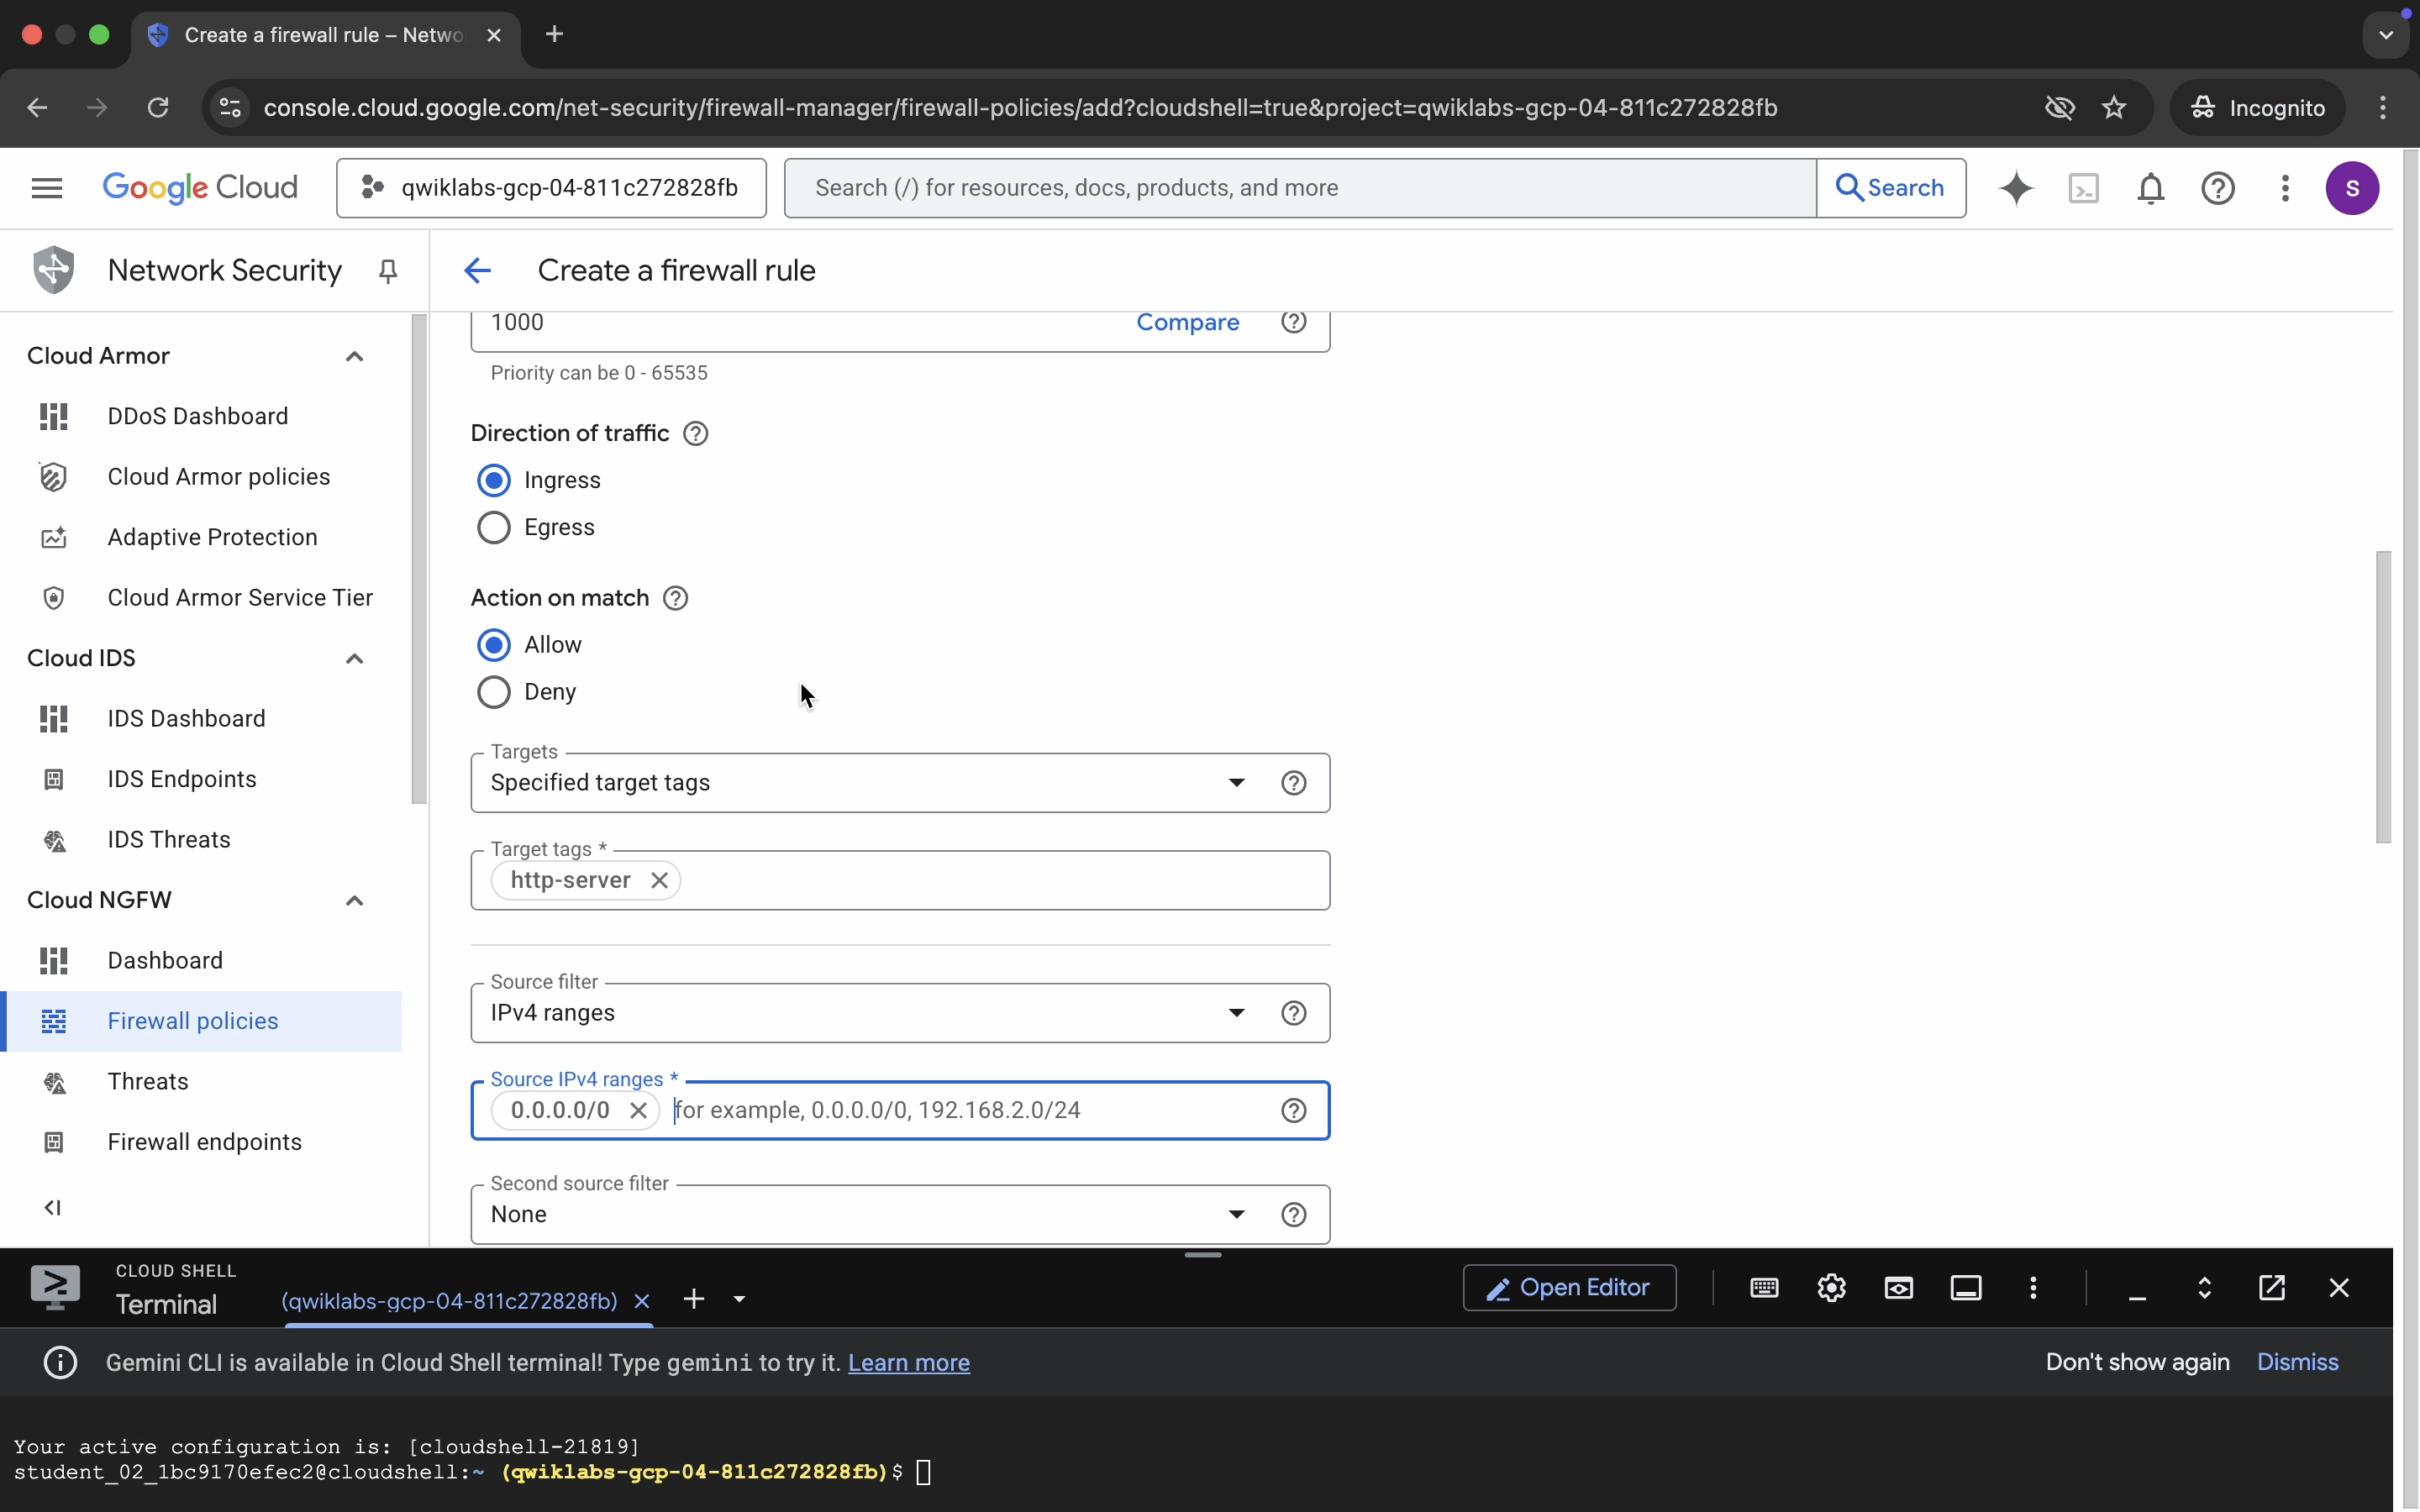 Create a firewall rule – Netwo
console.cloud.google.com/net-security/firewall-manager/firewall-policies/add?cloudshell=true&project=qwiklabs-gcp-04-811c272828fb
Incognito
Google Cloud
qwiklabs-gcp-04-811c272828fb
Search (/) for resources, docs, products, and more
Search
S
Network Security
Create a firewall rule
Cloud Armor
DDoS Dashboard
Cloud Armor policies
Adaptive Protection
Cloud Armor Service Tier
Cloud IDS
IDS Dashboard
IDS Endpoints
IDS Threats
Cloud NGFW
Dashboard
Firewall policies
Threats
Firewall endpoints
1000
Compare
Priority can be 0 - 65535
Direction of traffic
Ingress
Egress
Action on match
Allow
Deny
Targets
Specified target tags
Target tags *
http-server
Source filter
IPv4 ranges
Source IPv4 ranges *
0.0.0.0/0 for example, 0.0.0.0/0, 192.168.2.0/24
Second source filter
None
CLOUD SHELL
Terminal
(qwiklabs-gcp-04-811c272828fb)
Open Editor
Gemini CLI is available in Cloud Shell terminal! Type gemini to try it. Learn more
Don't show again
Dismiss
Your active configuration is: [cloudshell-21819]
student_02_1bc9170efec2@cloudshell:~ (qwiklabs-gcp-04-811c272828fb)$